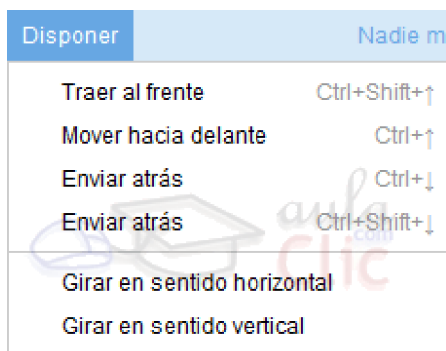 Disponer Nadie m
Traer al frente Ctrl+Shift+↑
Mover hacia delante Ctrl+↑
Enviar atrás Ctrl+↓
Enviar atrás Ctrl+Shift+↓
aula
.com
Clic
Girar en sentido horizontal
Girar en sentido vertical